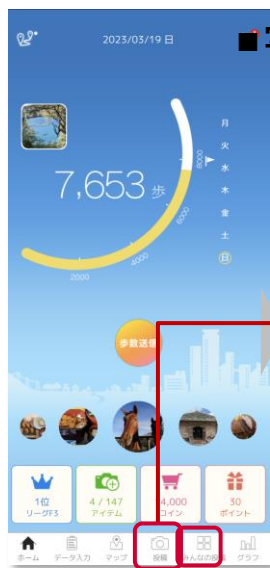 2023/03/19 日
月
火
水
木
金
土
日
7,653 歩
8000
6000
4000
2000
歩数送信
1位
リーグF3
4 / 147
アイテム
4,000
コイン
30
ポイント
ホーム
データ入力
マップ
投稿
みんなの投稿
グラフ